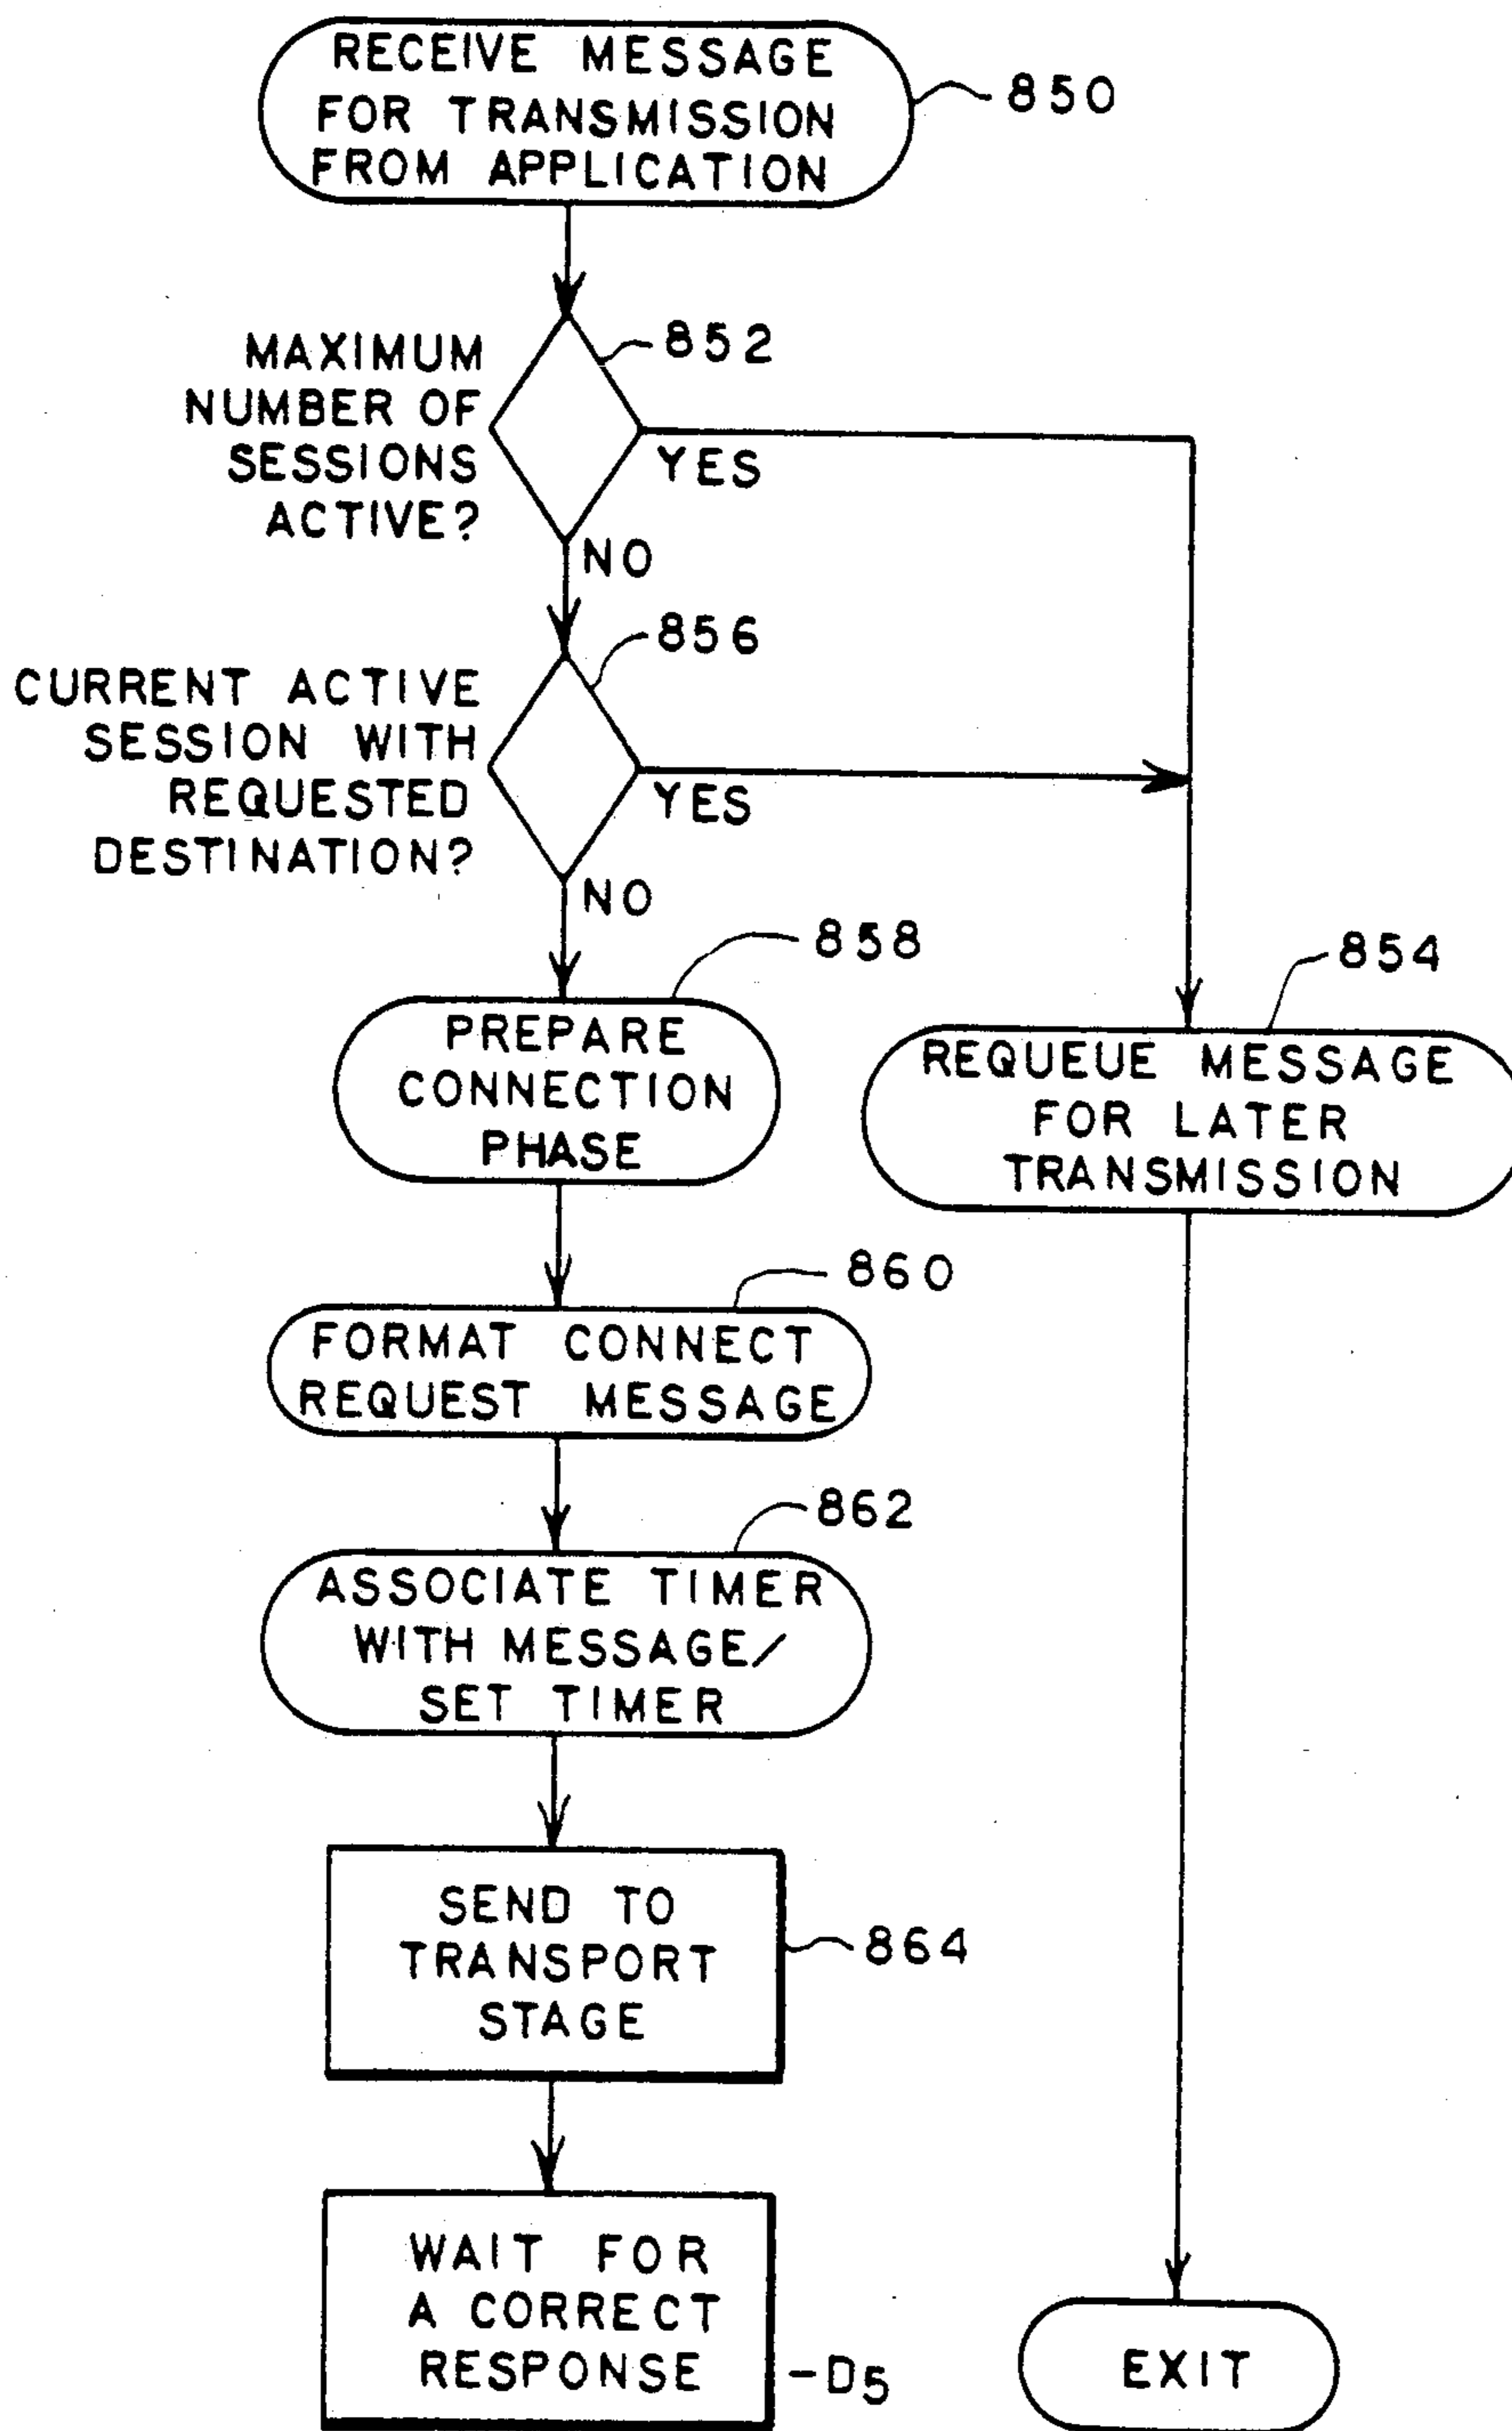 RECEIVE MESSAGE
FOR TRANSMISSION
FROM APPLICATION
850
MAXIMUM
NUMBER OF
SESSIONS
ACTIVE?
852
YES
NO
856
CURRENT ACTIVE
SESSION WITH
REQUESTED
DESTINATION?
YES
NO
858
PREPARE
CONNECTION
PHASE
854
REQUEUE MESSAGE
FOR LATER
TRANSMISSION
860
FORMAT CONNECT
REQUEST MESSAGE
862
ASSOCIATE TIMER
WITH MESSAGE/
SET TIMER
SEND TO
TRANSPORT
STAGE
864
WAIT FOR
A CORRECT
RESPONSE
-D5
EXIT